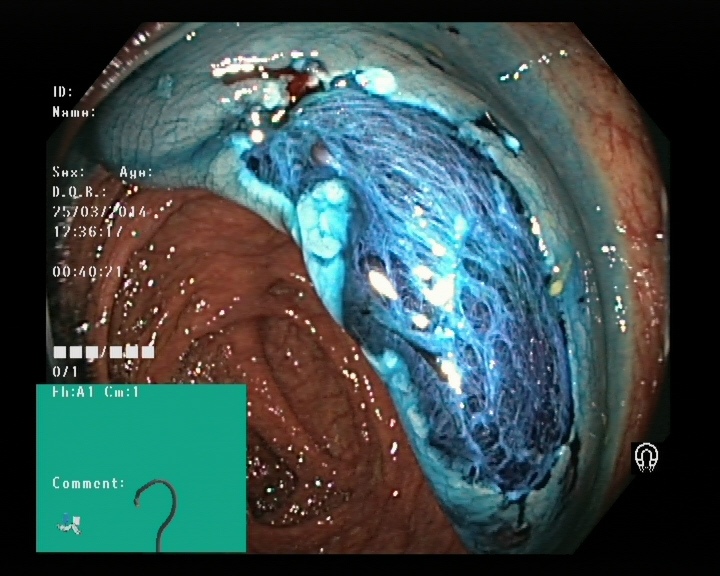 ID:
Name:
Sex: Age:
D.O.B.:
25/03/2014
12:36:17
00:40:21
0/1
Eh:A1 Cm:1
Comment: